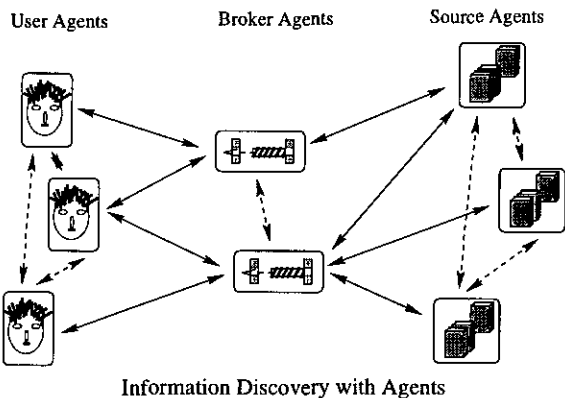 User Agents
Broker Agents
Source Agents
Information Discovery with Agents